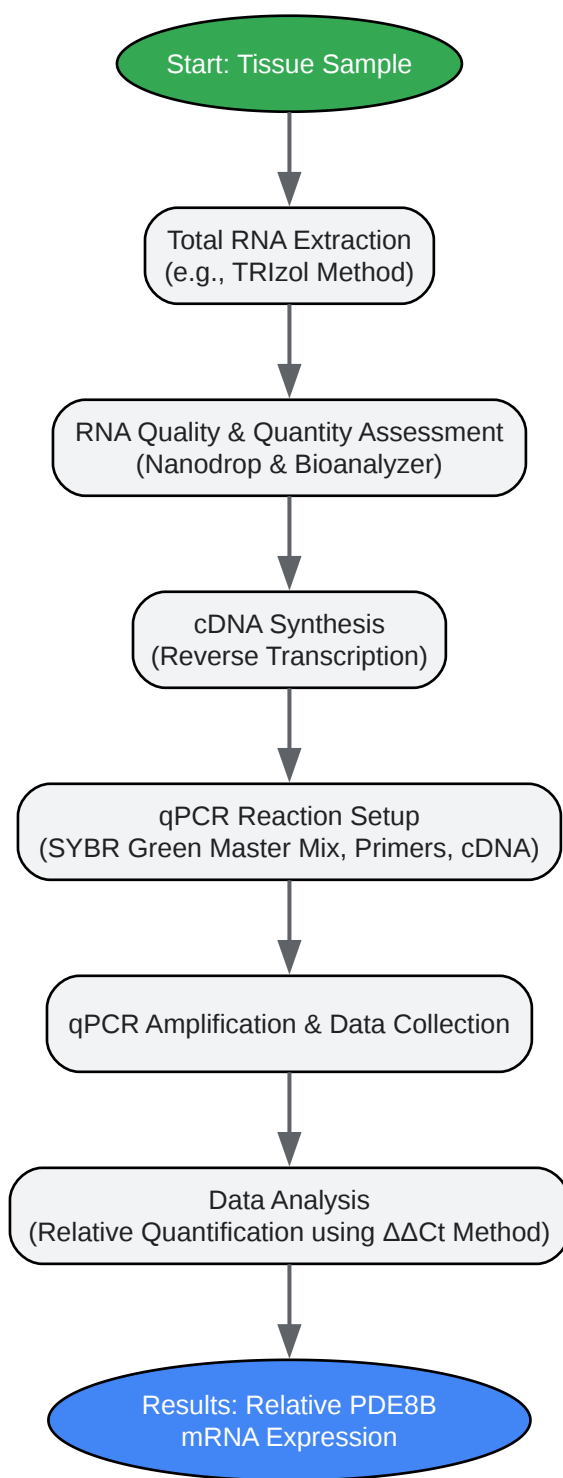 Start: Tissue Sample
Total RNA Extraction
(e.g., TRIzol Method)
RNA Quality & Quantity Assessment
(Nanodrop & Bioanalyzer)
cDNA Synthesis
(Reverse Transcription)
qPCR Reaction Setup
(SYBR Green Master Mix, Primers, cDNA)
qPCR Amplification & Data Collection
Data Analysis
(Relative Quantification using ΔΔCt Method)
Results: Relative PDE8B
mRNA Expression